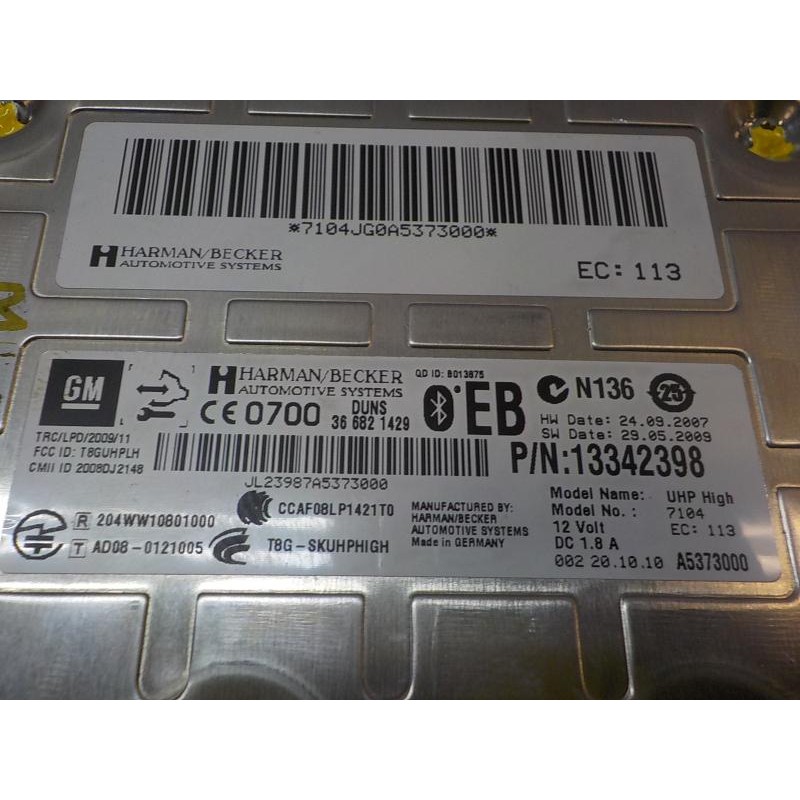 *7104JG0A5373000*
HARMAN/BECKER
AUTOMOTIVE SYSTEMS
EC: 113
GM
HARMAN/BECKER
AUTOMOTIVE SYSTEMS
QD ID: B013875
EB
N136
25
CE 0700
DUNS
36 682 1429
HW Date: 24.09.2007
SW Date: 29.05.2009
TRC/LPD/2009/11
FCC ID: T8GUHPLH
CMII ID 2008DJ2148
P/N:13342398
JL23987A5373000
R 204WW10801000
T AD08-0121005
CCAF08LP1421T0
T8G-SKUHPHIGH
MANUFACTURED BY:
HARMAN/BECKER
AUTOMOTIVE SYSTEMS
Made in GERMANY
Model Name: UHP High
Model No.: 7104
12 Volt EC: 113
DC 1.8 A
002 20.10.10 A5373000